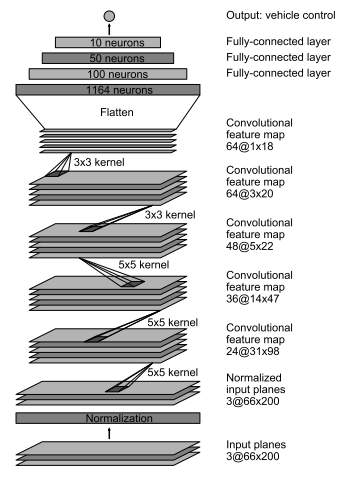 Output: vehicle control
10 neurons
Fully-connected layer
50 neurons
Fully-connected layer
100 neurons
Fully-connected layer
1164 neurons
Flatten
Convolutional
feature map
64@1x18
3x3 kernel
Convolutional
feature map
64@3x20
3x3 kernel
Convolutional
feature map
48@5x22
5x5 kernel
Convolutional
feature map
36@14x47
5x5 kernel
Convolutional
feature map
24@31x98
5x5 kernel
Normalized
input planes
3@66x200
Normalization
Input planes
3@66x200